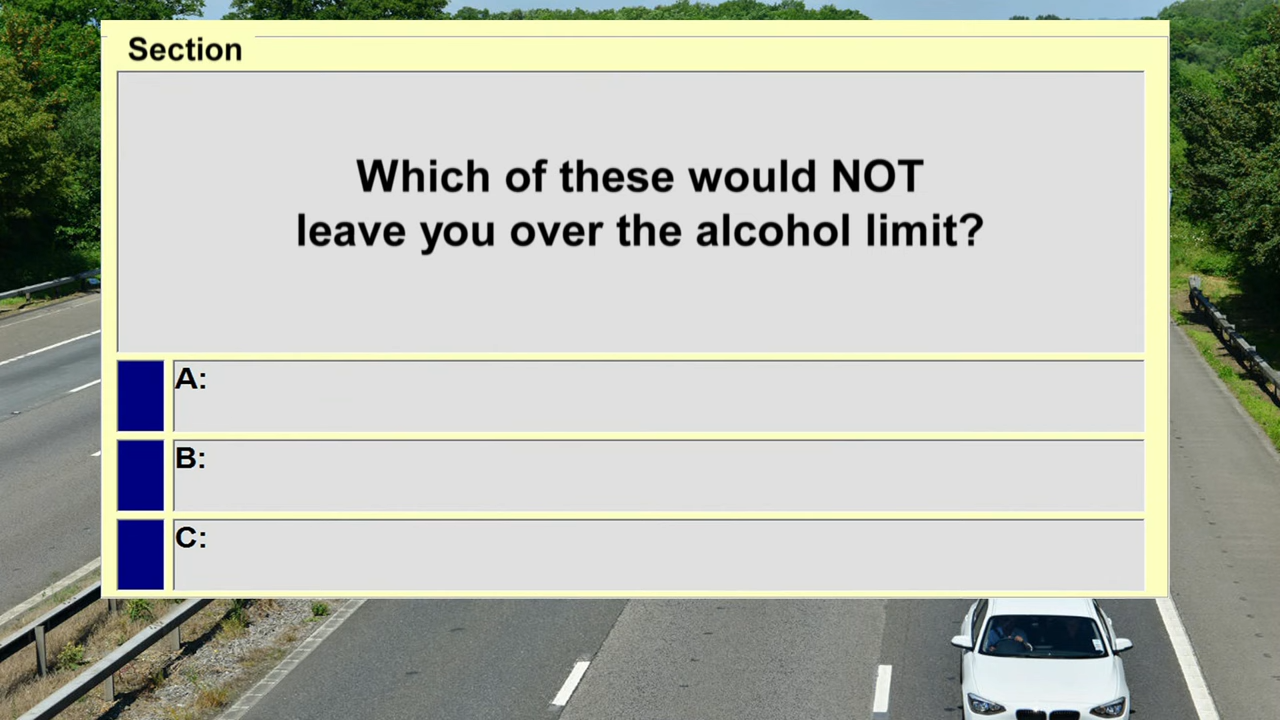 Section
Which of these would NOT
leave you over the alcohol limit?
A:
B:
C: